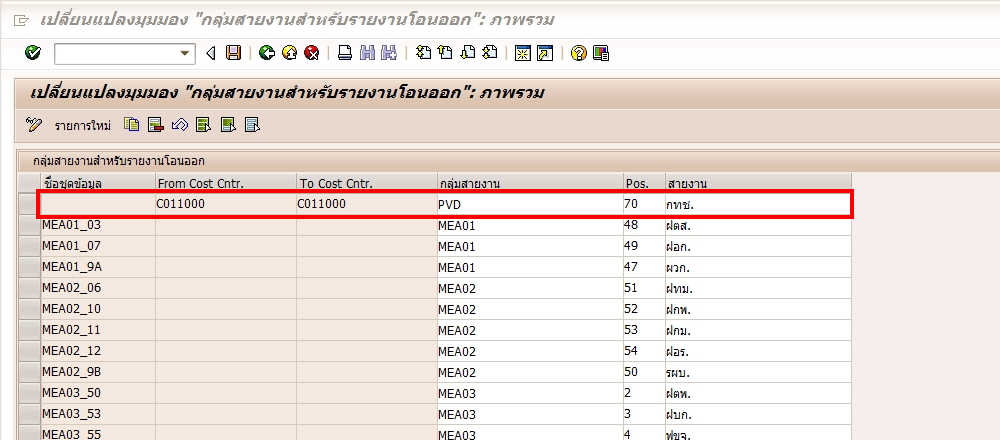 เปลี่ยนแปลงมุมมอง "กลุ่มสายงานสำหรับรายงานโอนออก": ภาพรวม
เปลี่ยนแปลงมุมมอง "กลุ่มสายงานสำหรับรายงานโอนออก": ภาพรวม
รายการใหม่
กลุ่มสายงานสำหรับรายงานโอนออก
ชื่อชุดข้อมูล From Cost Cntr. To Cost Cntr. กลุ่มสายงาน Pos. สายงาน
C011000 C011000 PVD 70 กทช.
MEA01_03 MEA01 48 ฝตส.
MEA01_07 MEA01 49 ฝอก.
MEA01_9A MEA01 47 ผวก.
MEA02_06 MEA02 51 ฝทม.
MEA02_10 MEA02 52 ฝกพ.
MEA02_11 MEA02 53 ฝกม.
MEA02_12 MEA02 54 ฝอร.
MEA02_9B MEA02 50 รผบ.
MEA03_50 MEA03 2 ฝตพ.
MEA03_53 MEA03 3 ฝบก.
MEA03_55 MEA03 4